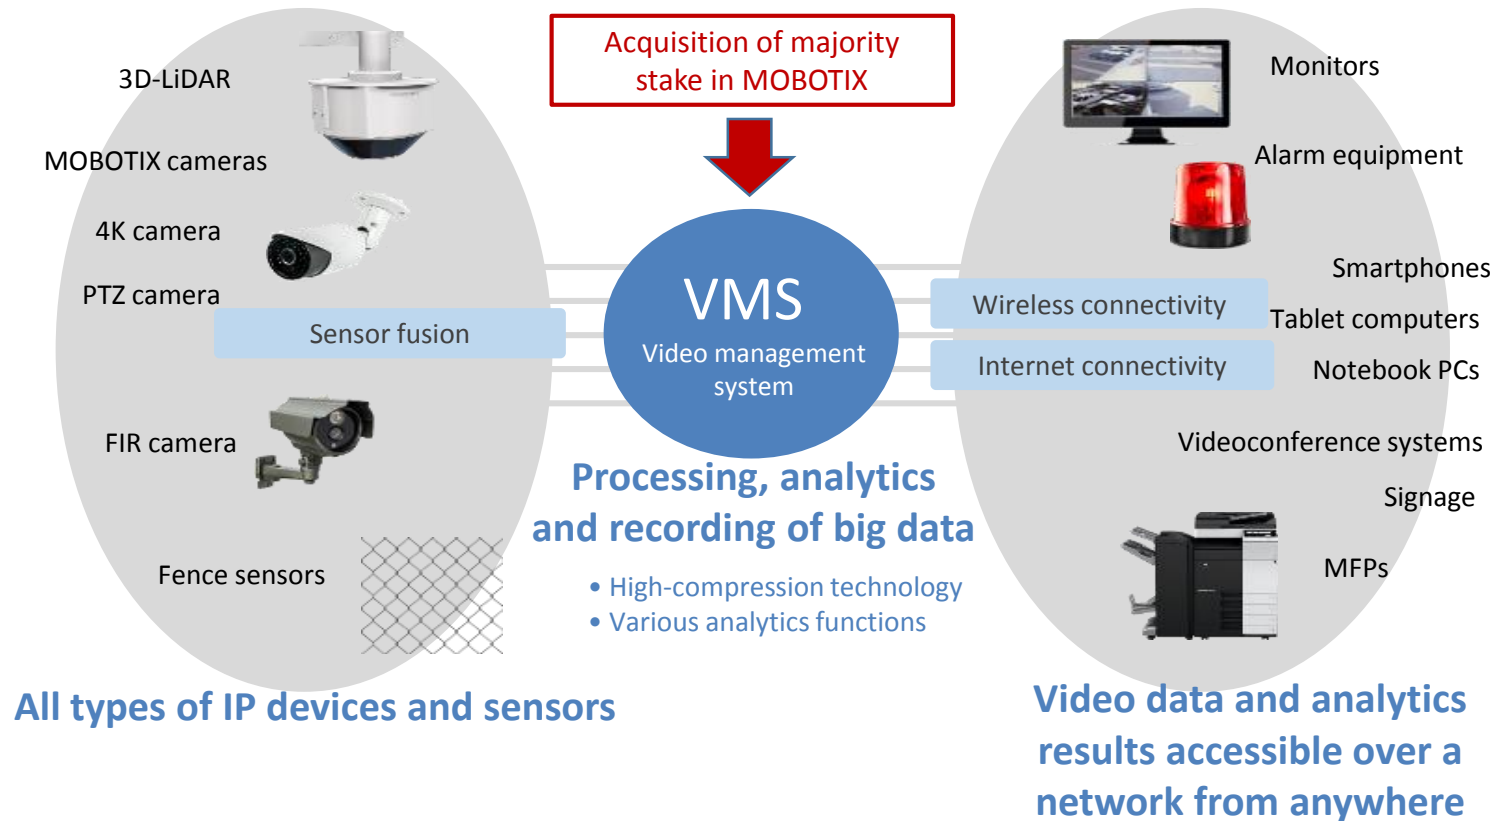 Acquisition of majority
stake in MOBOTIX
3D-LiDAR
MOBOTIX cameras
4K camera
PTZ camera
Sensor fusion
FIR camera
Fence sensors
All types of IP devices and sensors
VMS
Video management
system
Processing, analytics
and recording of big data
• High-compression technology
• Various analytics functions
Monitors
Alarm equipment
Smartphones
Wireless connectivity
Tablet computers
Internet connectivity
Notebook PCs
Videoconference systems
Signage
MFPs
Video data and analytics
results accessible over a
network from anywhere